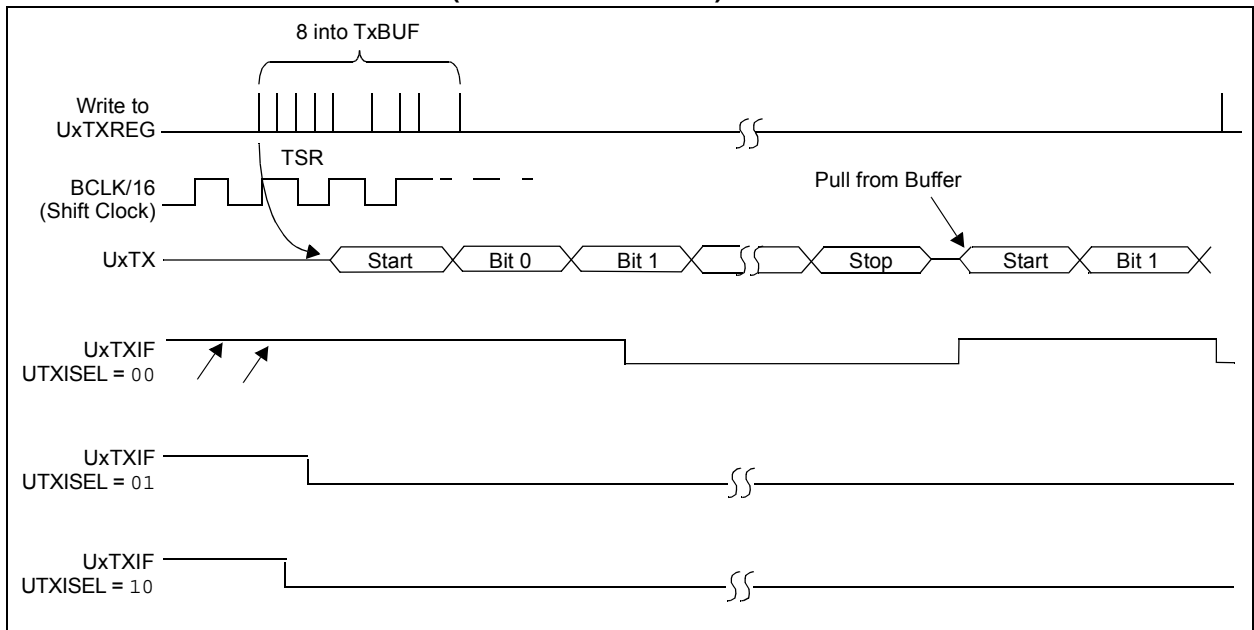 8 into TxBUF
Write to
UxTXREG
TSR
BCLK/16
(Shift Clock)
Pull from Buffer
UxTX
Start
Bit 0
Bit 1
Stop
Start
Bit 1
UxTXIF
UTXISEL = 00
UxTXIF
UTXISEL = 01
UxTXIF
UTXISEL = 10